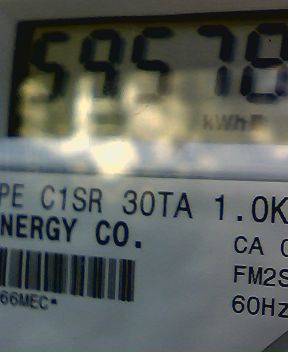 59578
kWh
PE C1SR 30TA 1.0K
NERGY CO.
CA
FM2S
60Hz
66MEC*